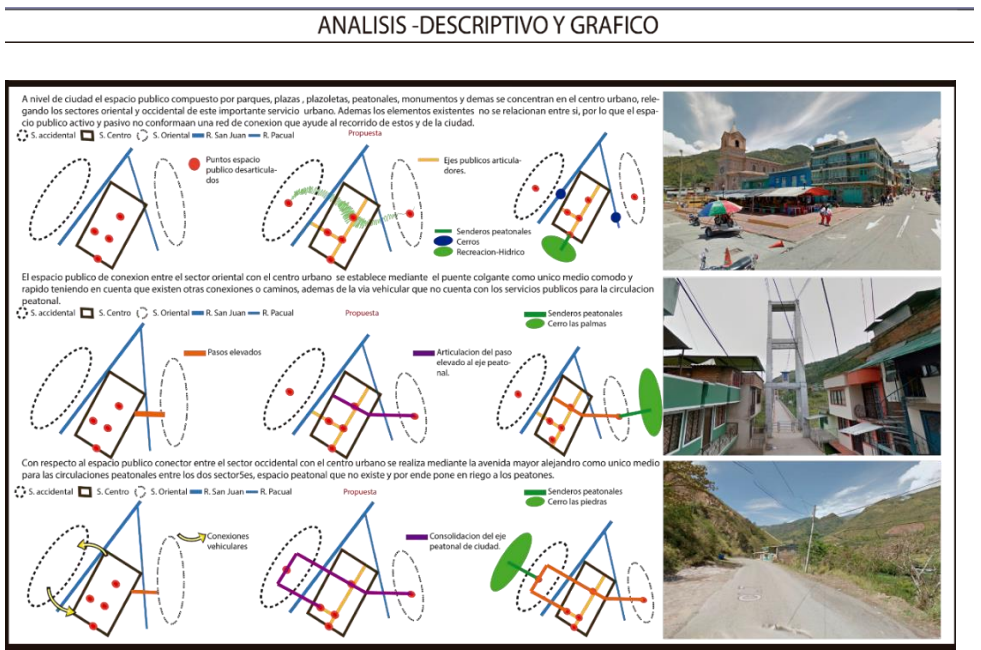 ANALISIS -DESCRIPTIVO Y GRAFICO
A nivel de ciudad el espacio publico compuesto por parques, plazas , plazoletas, peatonales, monumentos y demas se concentran en el centro urbano, rele-
gando los sectores oriental y occidental de este importante servicio urbano. Ademas los elementos existentes no se relacionan entre si, por lo que el espa-
cio publico activo y pasivo no conformaan una red de conexion que ayude al recorrido de estos y de la ciudad.
S. accidental S. Centro S. Oriental R. San Juan R. Pacual
Propuesta
Puntos espacio
publico desarticula-
dos
Ejes publicos articula-
dores.
Senderos peatonales
Cerros
Recreacion-Hidrico
El espacio publico de conexion entre el sector oriental con el centro urbano se establece mediante el puente colgante como unico medio comodo y
rapido teniendo en cuenta que existen otras conexiones o caminos, ademas de la via vehicular que no cuenta con los servicios publicos para la circulacion
peatonal.
S. accidental S. Centro S. Oriental R. San Juan R. Pacual
Propuesta
Pasos elevados
Articulacion del paso
elevado al eje peato-
nal.
Senderos peatonales
Cerro las palmas
Con respecto al espacio publico conector entre el sector occidental con el centro urbano se realiza mediante la avenida mayor alejandro como unico medio
para las circulaciones peatonales entre los dos sector5es, espacio peatonal que no existe y por ende pone en riego a los peatones.
S. accidental S. Centro S. Oriental R. San Juan R. Pacual
Propuesta
Conexiones
vehiculares
Consolidacion del eje
peatonal de ciudad.
Senderos peatonales
Cerro las piedras